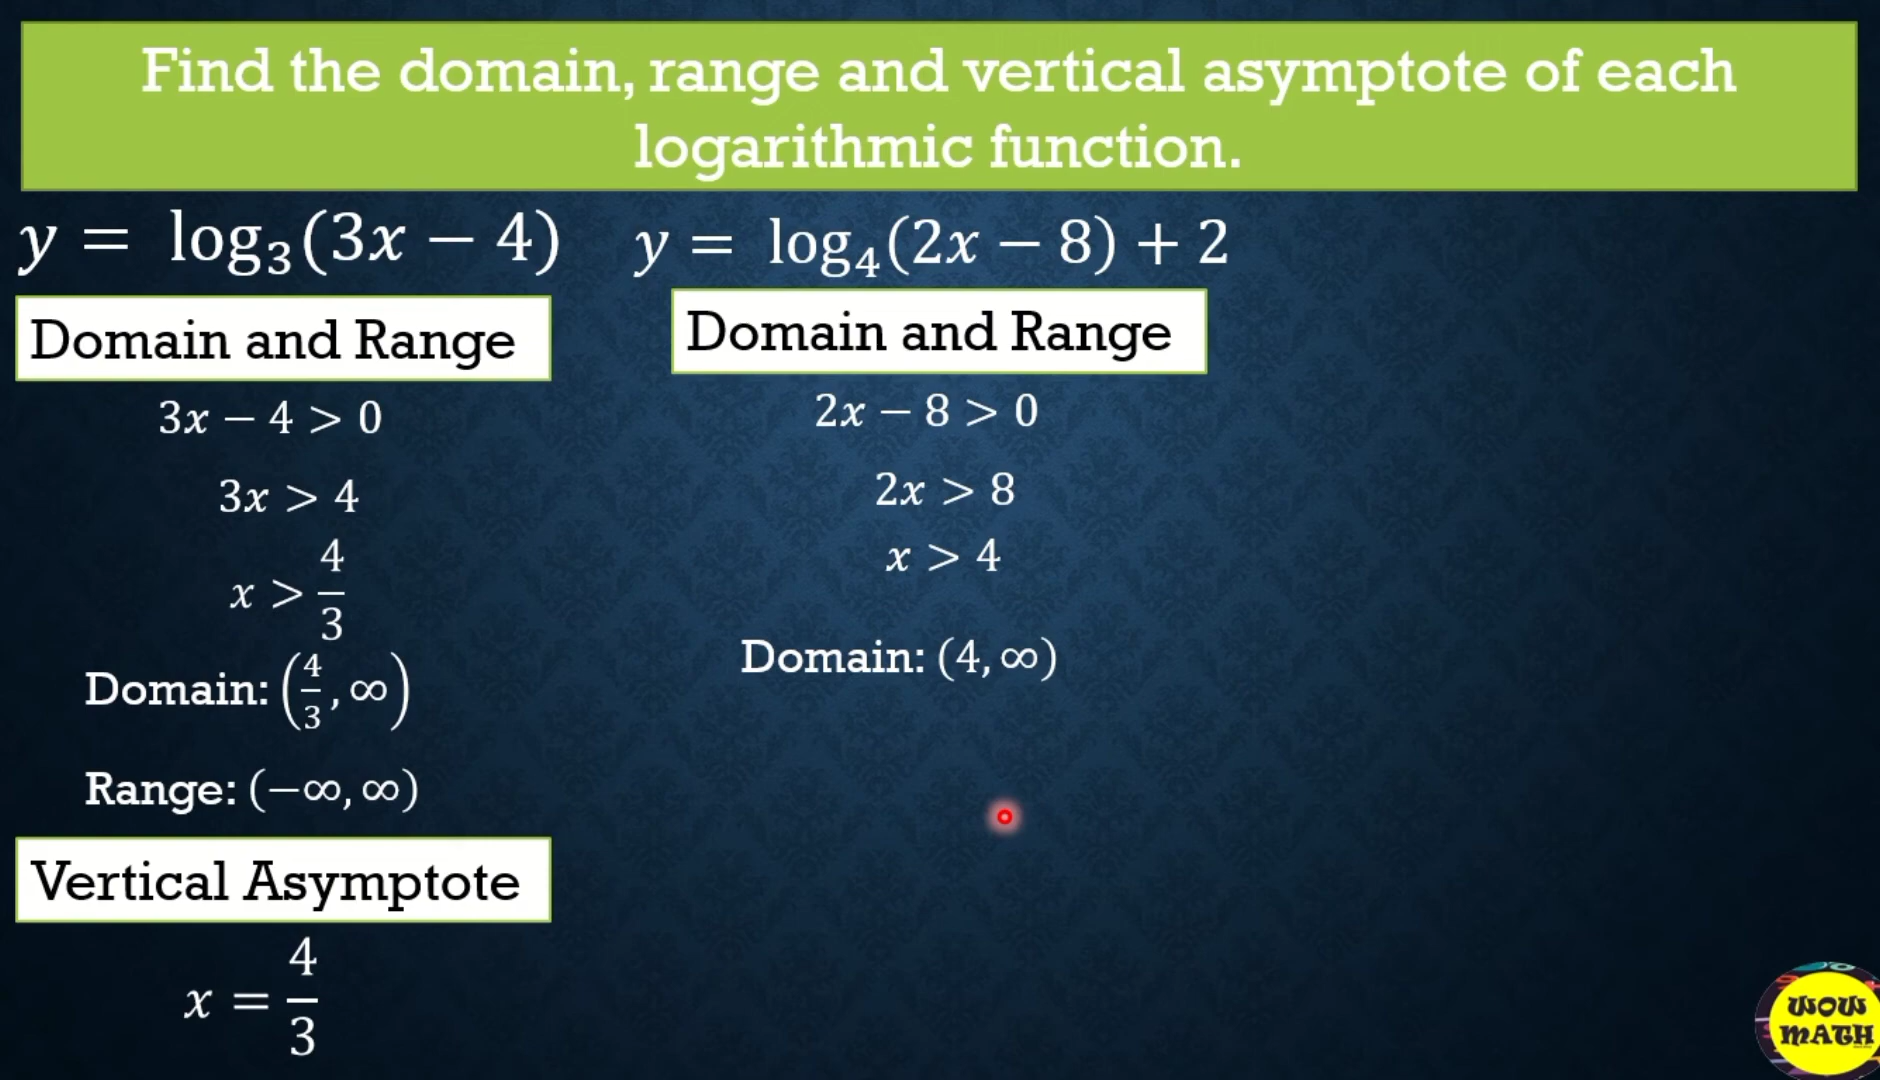 Find the domain, range and vertical asymptote of each
logarithmic function.
y = log₃(3x − 4)
Domain and Range
3x − 4 > 0
3x > 4
x > 4/3
Domain: (4/3, ∞)
Range: (−∞, ∞)
Vertical Asymptote
x = 4/3
y = log₄(2x − 8) + 2
Domain and Range
2x − 8 > 0
2x > 8
x > 4
Domain: (4, ∞)
WOW
MATH